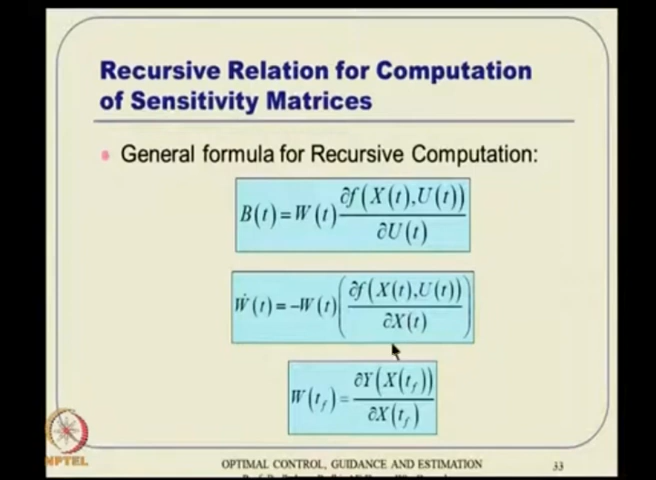 Recursive Relation for Computation
of Sensitivity Matrices
General formula for Recursive Computation:
B(t) = W(t) ∂f(X(t),U(t)) / ∂U(t)
Ẇ(t) = −W(t) ( ∂f(X(t),U(t)) / ∂X(t) )
W(t_f) = ∂Y(X(t_f)) / ∂X(t_f)
NPTEL
OPTIMAL CONTROL, GUIDANCE AND ESTIMATION
33